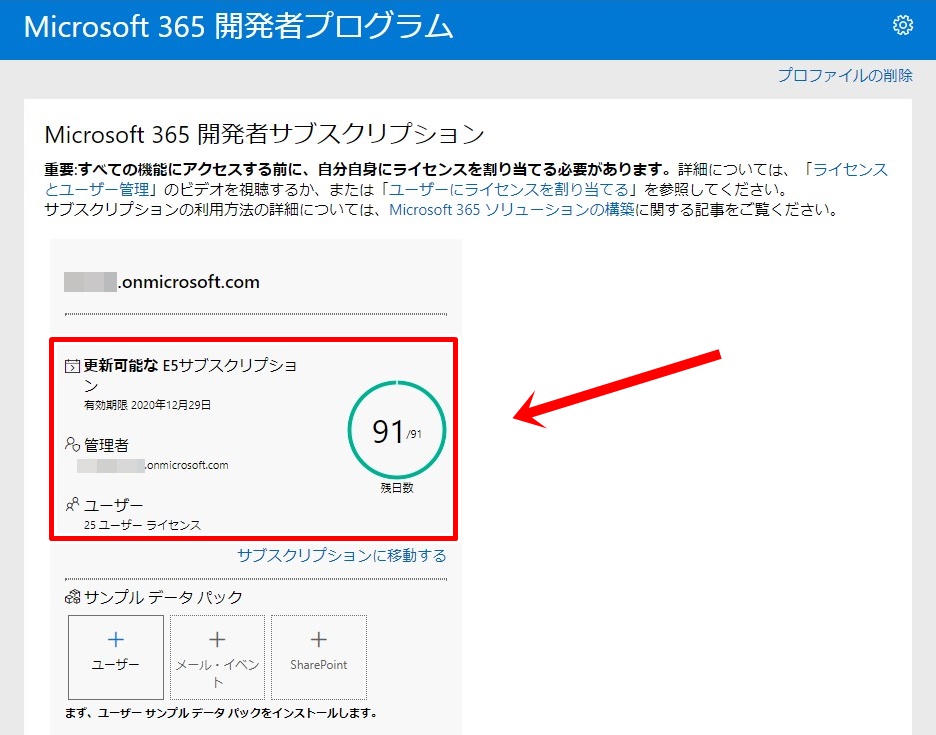 Microsoft 365 開発者プログラム
プロファイルの削除
Microsoft 365 開発者サブスクリプション
重要:すべての機能にアクセスする前に、自分自身にライセンスを割り当てる必要があります。詳細については、「ライセンス
とユーザー管理」のビデオを視聴するか、または「ユーザーにライセンスを割り当てる」を参照してください。
サブスクリプションの利用方法の詳細については、Microsoft 365 ソリューションの構築に関する記事をご覧ください。
.onmicrosoft.com
更新可能な E5サブスクリプショ
ン
有効期限 2020年12月29日
91/91
残日数
管理者
.onmicrosoft.com
ユーザー
25 ユーザー ライセンス
サブスクリプションに移動する
サンプル データ パック
+
ユーザー
+
メール・イベン
ト
+
SharePoint
まず、ユーザー サンプル データ パックをインストールします。